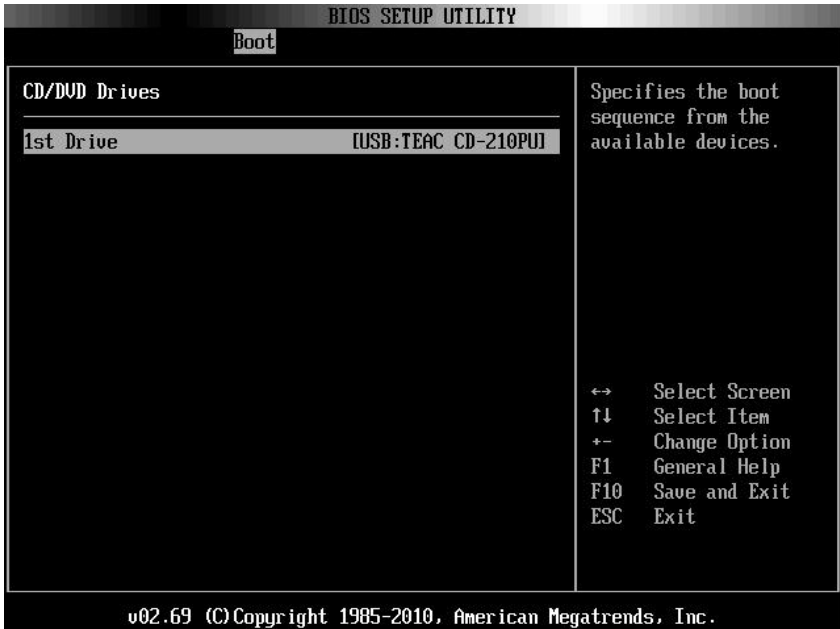 BIOS SETUP UTILITY
Boot
CD/DVD Drives
1st Drive [USB:TEAC CD-210PU]
Specifies the boot
sequence from the
available devices.
←→ Select Screen
↑↓ Select Item
+- Change Option
F1 General Help
F10 Save and Exit
ESC Exit
v02.69 (C)Copyright 1985-2010, American Megatrends, Inc.